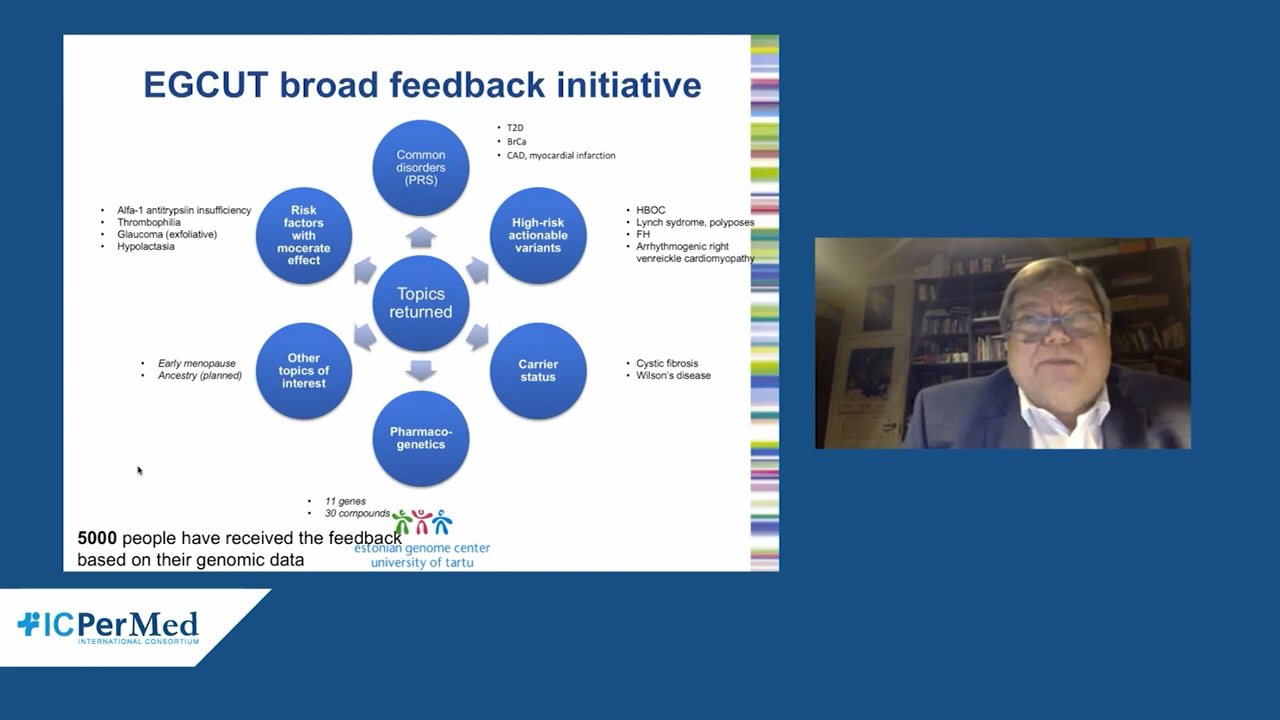 EGCUT broad feedback initiative
Common
disorders
(PRS)
• T2D
• BrCa
• CAD, myocardial infarction
High-risk
actionable
variants
• HBOC
• Lynch sydrome, polyposes
• FH
• Arrhythmogenic right
venreickle cardiomyopathy
Carrier
status
• Cystic fibrosis
• Wilson's disease
Pharmaco-
genetics
• 11 genes
• 30 compounds
Other
topics of
interest
• Early menopause
• Ancestry (planned)
Risk
factors
with
mocerate
effect
• Alfa-1 antitrypsiin insufficiency
• Thrombophilia
• Glaucoma (exfoliative)
• Hypolactasia
Topics
returned
5000 people have received the feedback
based on their genomic data
estonian genome center
university of tartu
ICPerMed
INTERNATIONAL CONSORTIUM